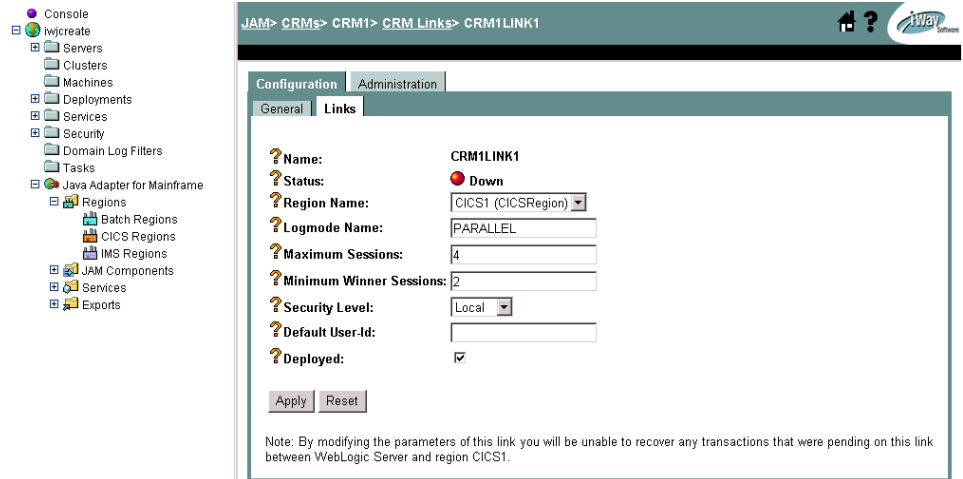 Console
iwjcreate
Servers
Clusters
Machines
Deployments
Services
Security
Domain Log Filters
Tasks
Java Adapter for Mainframe
Regions
Batch Regions
CICS Regions
IMS Regions
JAM Components
Services
Exports
JAM> CRMs> CRM1> CRM Links> CRM1LINK1
? iWay
Software
Configuration Administration
General Links
?Name: CRM1LINK1
?Status: Down
?Region Name: CICS1 (CICSRegion)
?Logmode Name: PARALLEL
?Maximum Sessions: 4
?Minimum Winner Sessions: 2
?Security Level: Local
?Default User-Id:
?Deployed:
Apply Reset
Note: By modifying the parameters of this link you will be unable to recover any transactions that were pending on this link
between WebLogic Server and region CICS1.